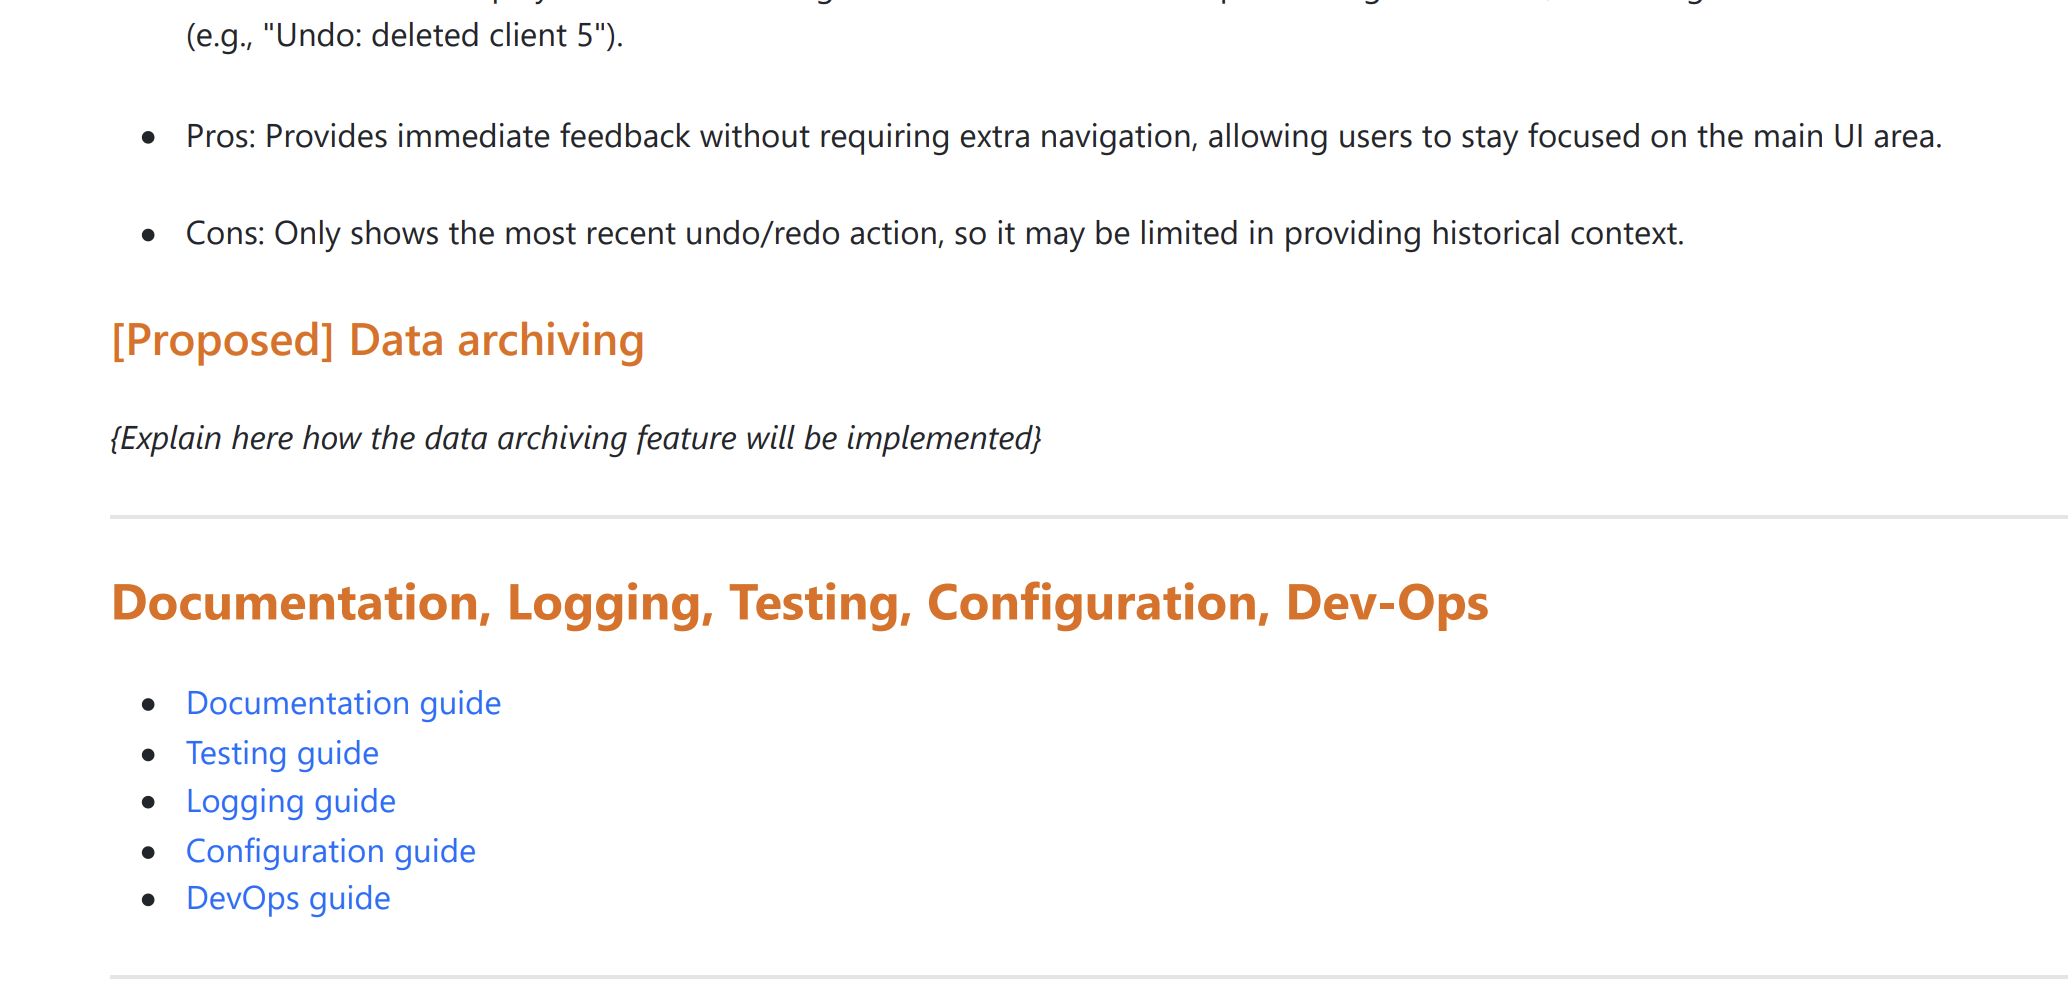 (e.g., "Undo: deleted client 5").
● Pros: Provides immediate feedback without requiring extra navigation, allowing users to stay focused on the main UI area.
● Cons: Only shows the most recent undo/redo action, so it may be limited in providing historical context.
[Proposed] Data archiving
{Explain here how the data archiving feature will be implemented}
Documentation, Logging, Testing, Configuration, Dev-Ops
● Documentation guide
● Testing guide
● Logging guide
● Configuration guide
● DevOps guide